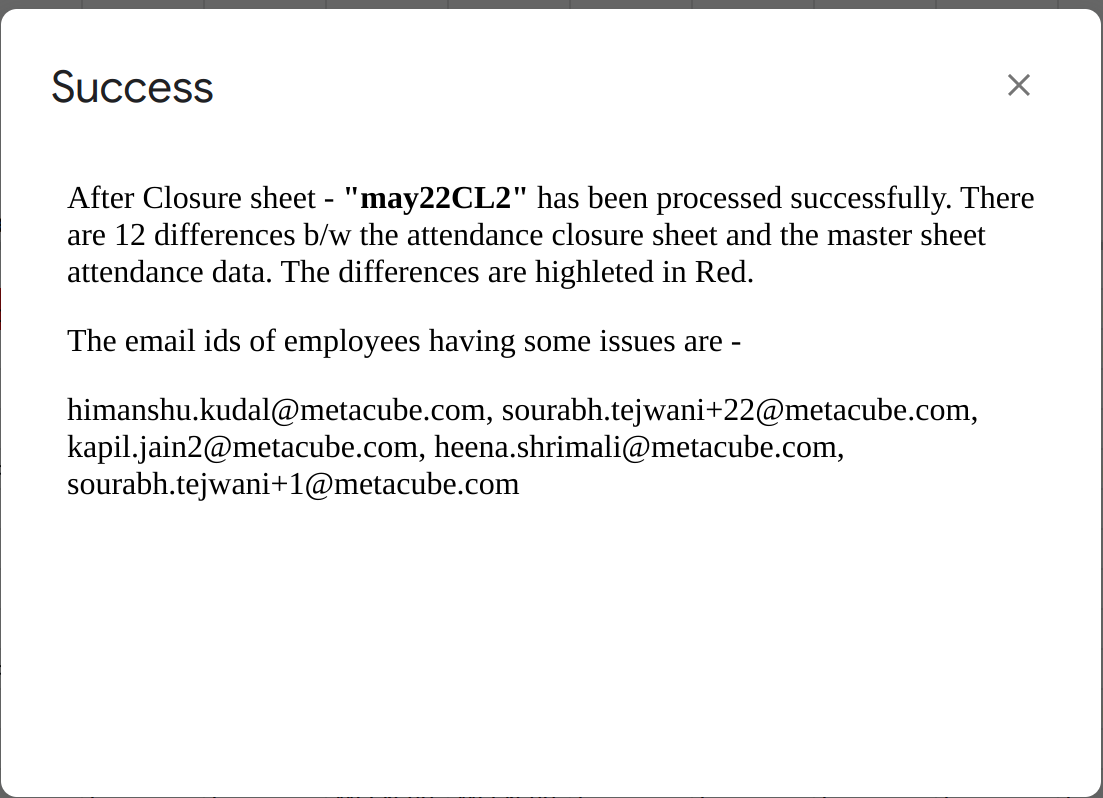 Success
After Closure sheet - "may22CL2" has been processed successfully. There
are 12 differences b/w the attendance closure sheet and the master sheet
attendance data. The differences are highleted in Red.
The email ids of employees having some issues are -
himanshu.kudal@metacube.com, sourabh.tejwani+22@metacube.com,
kapil.jain2@metacube.com, heena.shrimali@metacube.com,
sourabh.tejwani+1@metacube.com